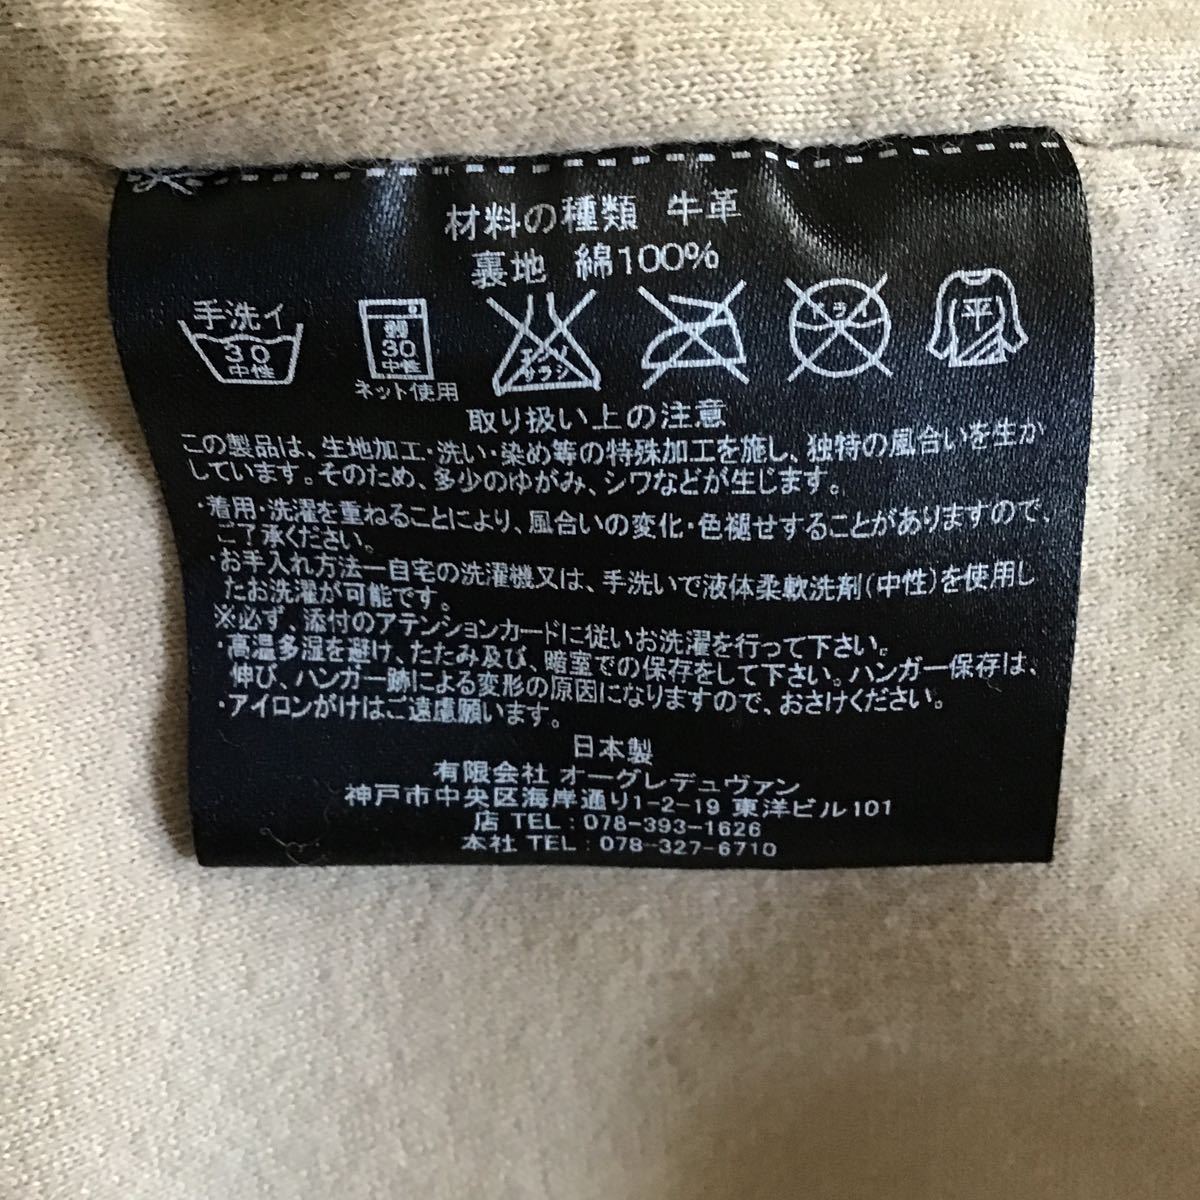 材料の種類 牛革
裏地 綿100%
手洗イ
30
中性
弱
30
中性
ネット使用
エンソ
サラシ
平
取り扱い上の注意
この製品は、生地加工・洗い・染め等の特殊加工を施し、独特の風合いを生か
しています。そのため、多少のゆがみ、シワなどが生じます。
・着用・洗濯を重ねることにより、風合いの変化・色褪せすることがありますので、
ご了承ください。
・お手入れ方法ー自宅の洗濯機又は、手洗いで液体柔軟洗剤(中性)を使用し
たお洗濯が可能です。
※必ず、添付のアテンションカードに従いお洗濯を行って下さい。
・高温多湿を避け、たたみ及び、暗室での保存をして下さい。ハンガー保存は、
伸び、ハンガー跡による変形の原因になりますので、おさけください。
・アイロンがけはご遠慮願います。
日本製
有限会社 オーグレデュヴァン
神戸市中央区海岸通り1-2-19 東洋ビル101
店 TEL:078-393-1626
本社 TEL:078-327-6710